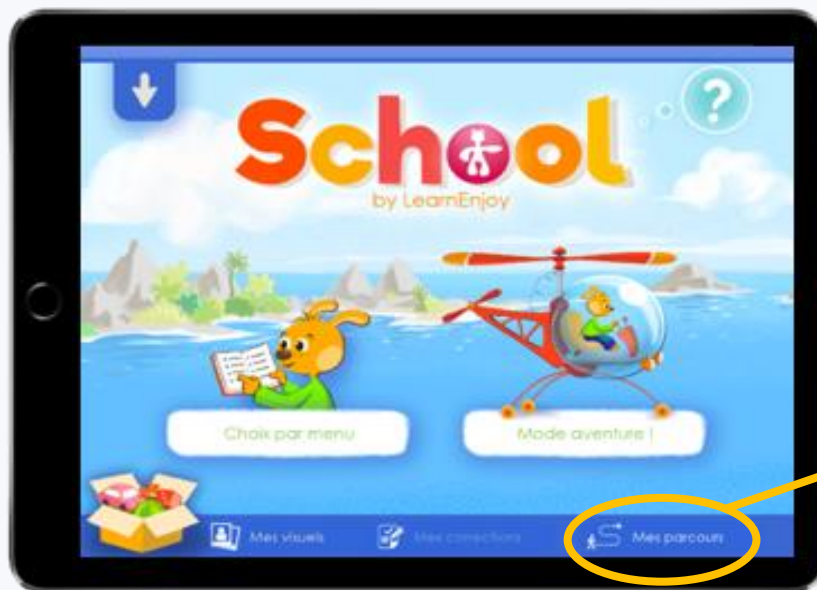 School
by LearnEnjoy
?
Choix par menu
Mode aventure !
Mes visuels
Mes corrections
Mes parcours